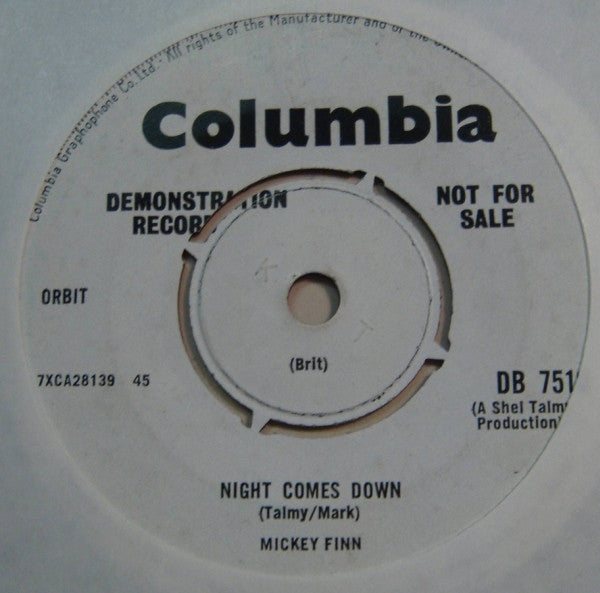 Columbia Graphophone Co. Ltd. · All rights of the Manufacturer and of the
Columbia
DEMONSTRATION
RECOR
NOT FOR
SALE
ORBIT
(Brit)
7XCA28139 45
DB 751
(A Shel Talm
Production
NIGHT COMES DOWN
(Talmy/Mark)
MICKEY FINN